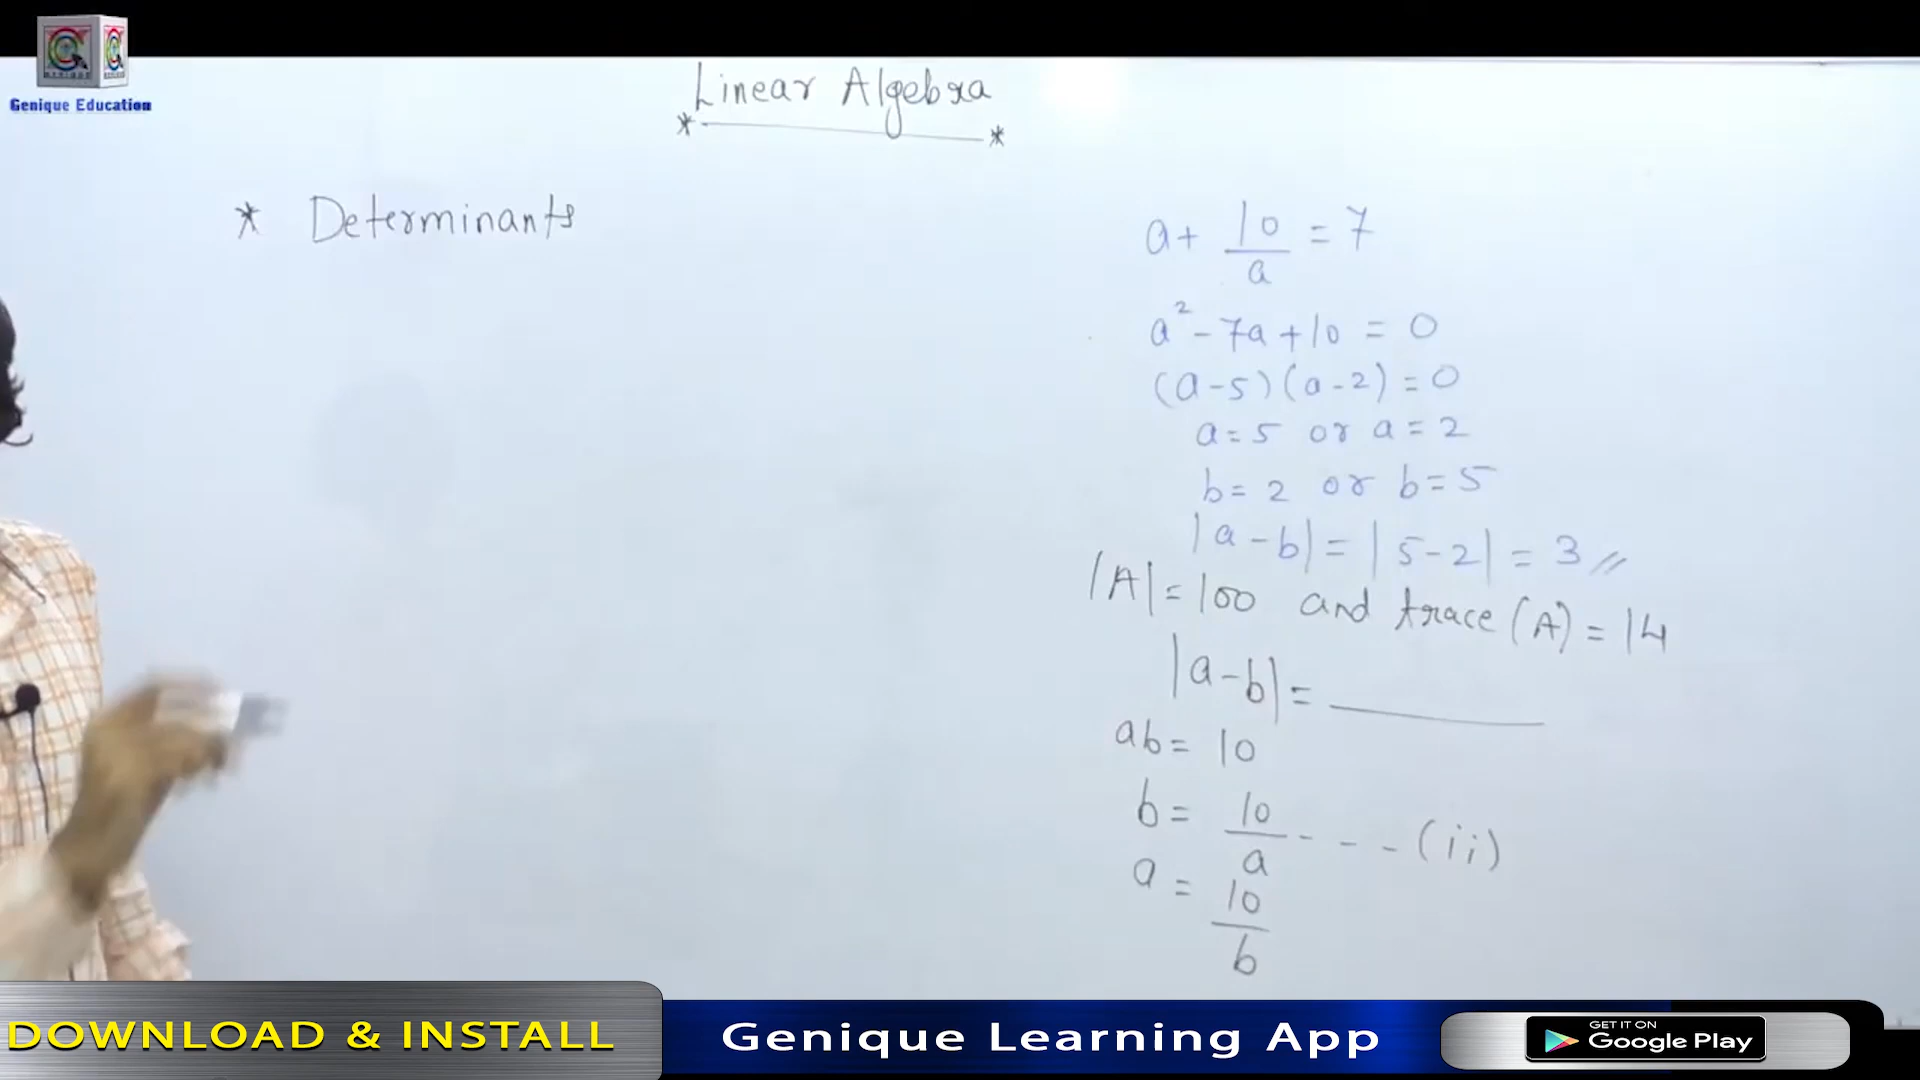 Genique Education
Linear Algebra
* *
* Determinants
a + 10/a = 7
a² - 7a + 10 = 0
(a-5)(a-2) = 0
a = 5 or a = 2
b = 2 or b = 5
|a-b| = |5-2| = 3 //
|A| = 100 and trace (A) = 14
|a-b| = ______
ab = 10
b = 10/a - - - (ii)
a = 10/b
DOWNLOAD & INSTALL
Genique Learning App
GET IT ON
Google Play